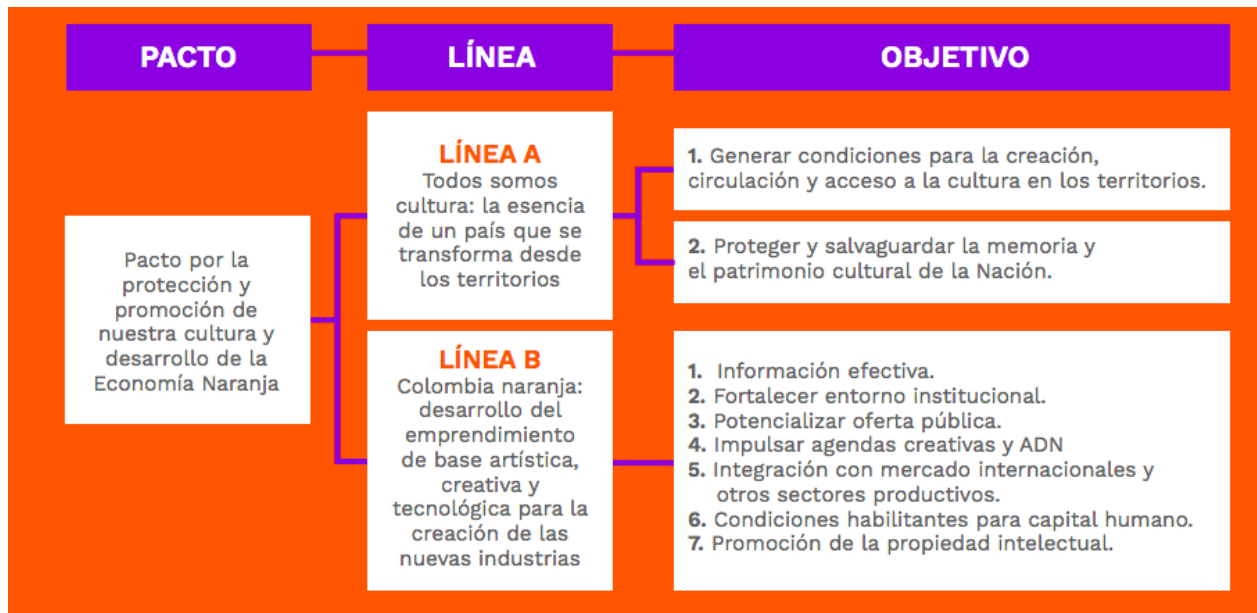 PACTO
LÍNEA
OBJETIVO
Pacto por la
protección y
promoción de
nuestra cultura y
desarrollo de la
Economía Naranja
LÍNEA A
Todos somos
cultura: la esencia
de un país que se
transforma desde
los territorios
1. Generar condiciones para la creación,
circulación y acceso a la cultura en los territorios.
2. Proteger y salvaguardar la memoria y
el patrimonio cultural de la Nación.
LÍNEA B
Colombia naranja:
desarrollo del
emprendimiento
de base artística,
creativa y
tecnológica para la
creación de las
nuevas industrias
1. Información efectiva.
2. Fortalecer entorno institucional.
3. Potencializar oferta pública.
4. Impulsar agendas creativas y ADN
5. Integración con mercado internacionales y
otros sectores productivos.
6. Condiciones habilitantes para capital humano.
7. Promoción de la propiedad intelectual.